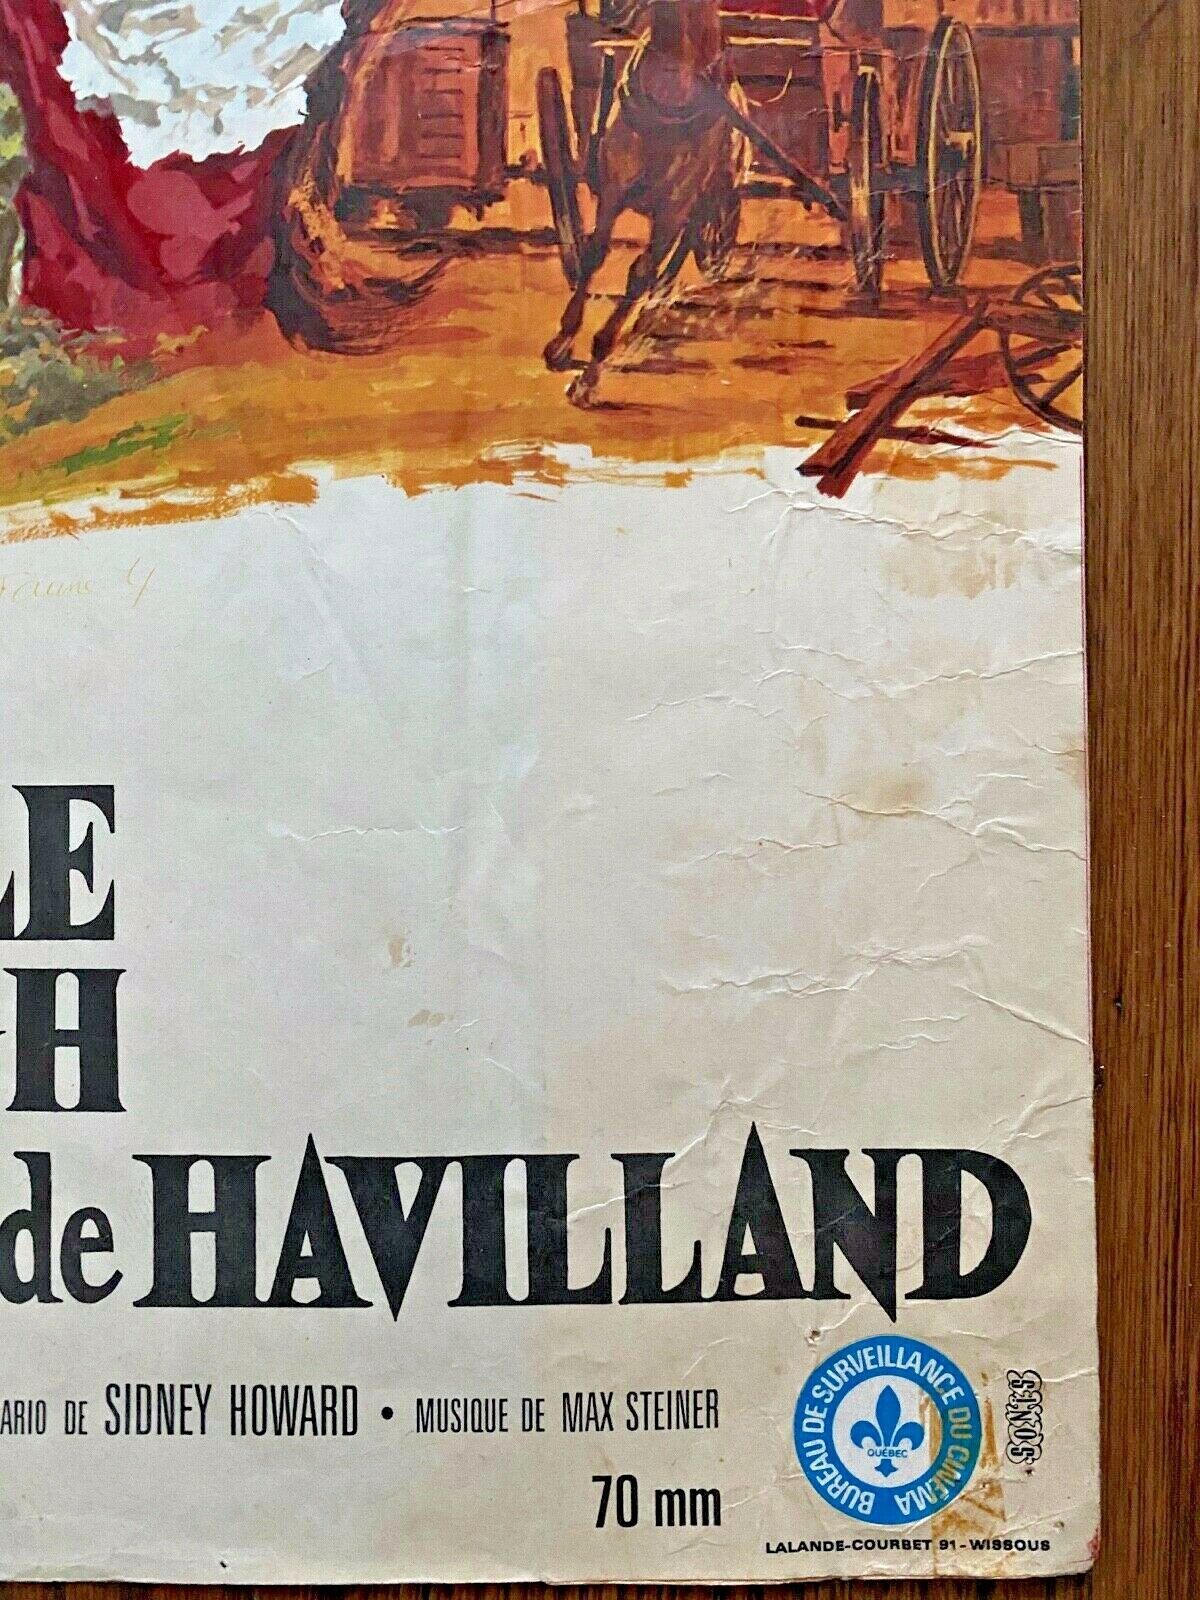 LE
H
de HAVILLAND
ARIO DE SIDNEY HOWARD • MUSIQUE DE MAX STEINER
70 mm
BUREAU DE SURVEILLANCE DU CINÉMA
QUÉBEC
SONIS
LALANDE-COURBET 91-WISSOUS